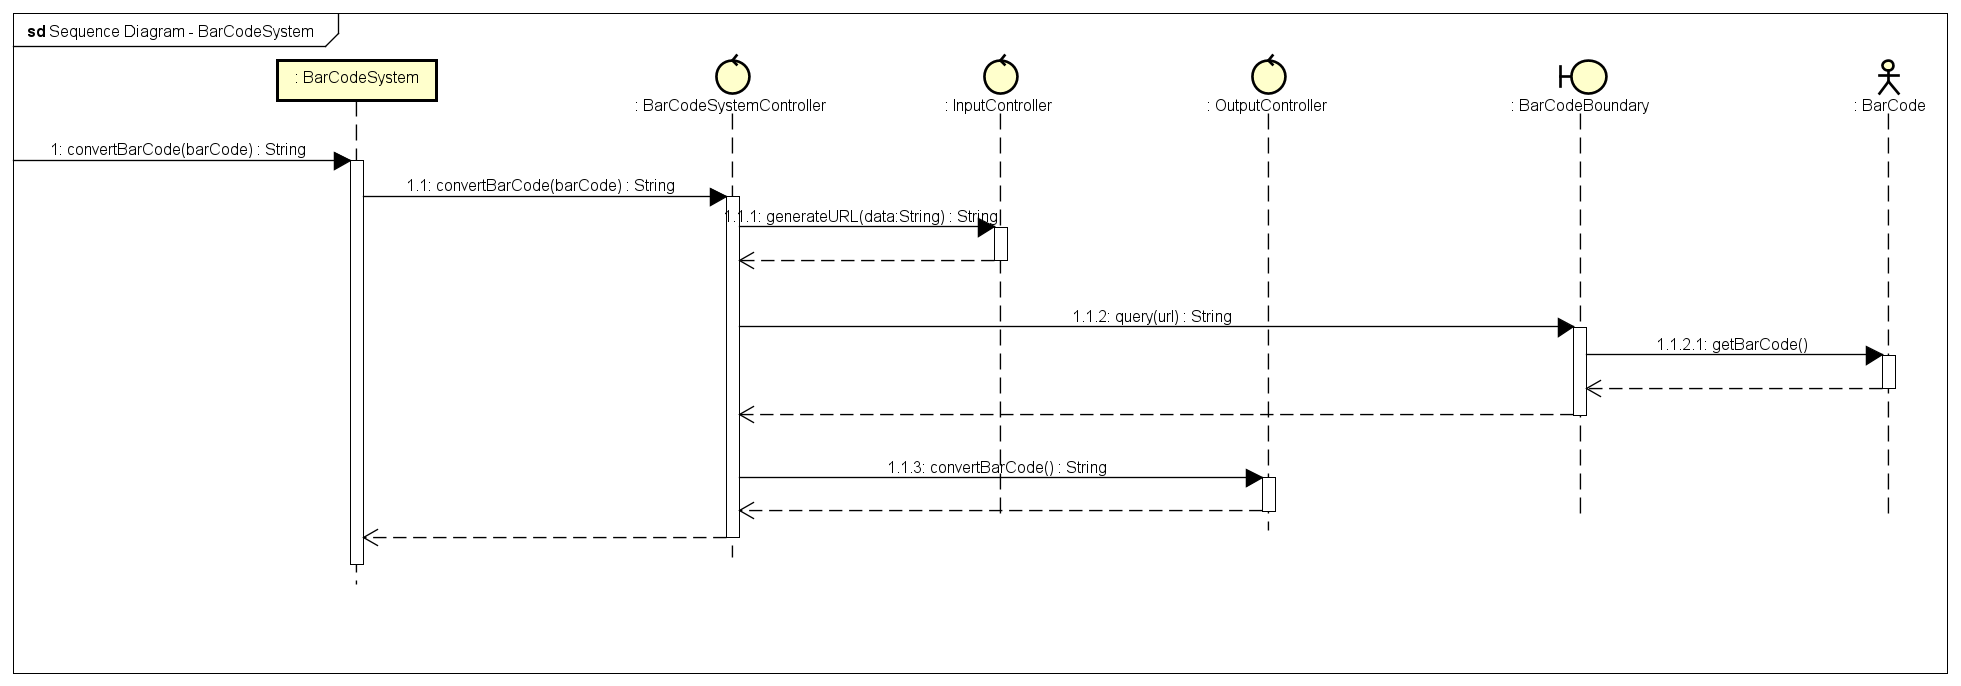 sd Sequence Diagram - BarCodeSystem
: BarCodeSystem
: BarCodeSystemController
: InputController
: OutputController
: BarCodeBoundary
: BarCode
1: convertBarCode(barCode) : String
1.1: convertBarCode(barCode) : String
1.1.1: generateURL(data:String) : String
1.1.2: query(url) : String
1.1.2.1: getBarCode()
1.1.3: convertBarCode() : String